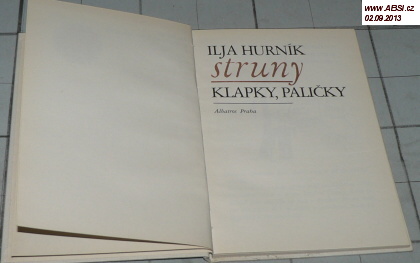 www.ABSI.cz
02.09.2013
ILJA HURNÍK
struny
KLAPKY, PALIČKY
Albatros Praha